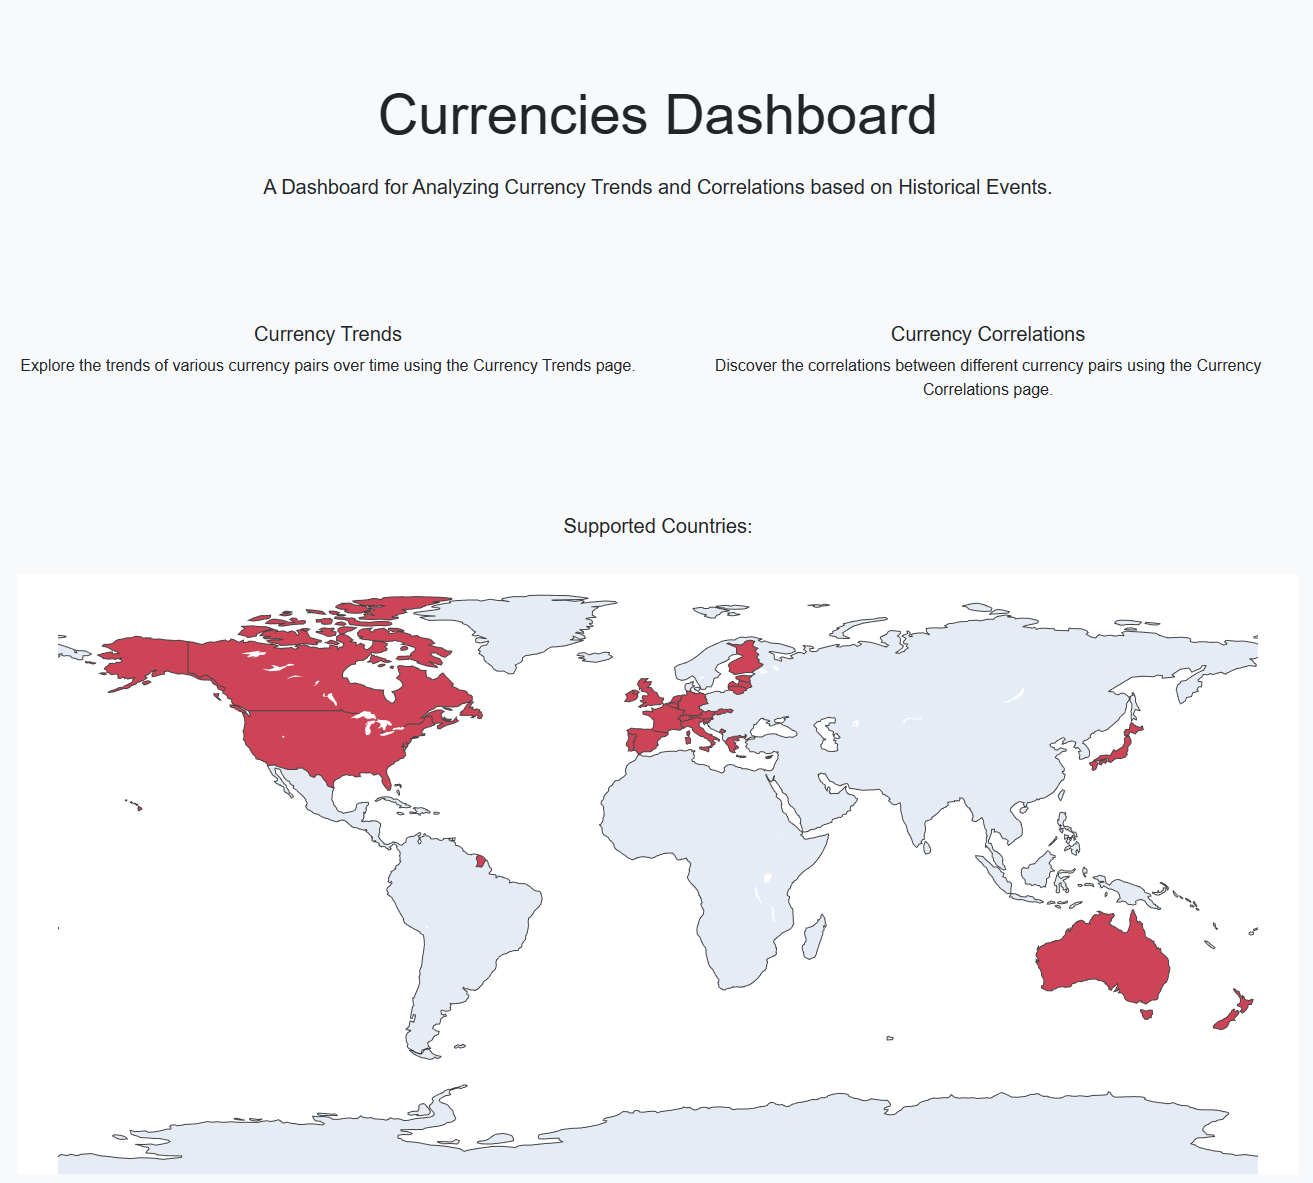 Currencies Dashboard
A Dashboard for Analyzing Currency Trends and Correlations based on Historical Events.
Currency Trends
Explore the trends of various currency pairs over time using the Currency Trends page.
Currency Correlations
Discover the correlations between different currency pairs using the Currency
Correlations page.
Supported Countries: